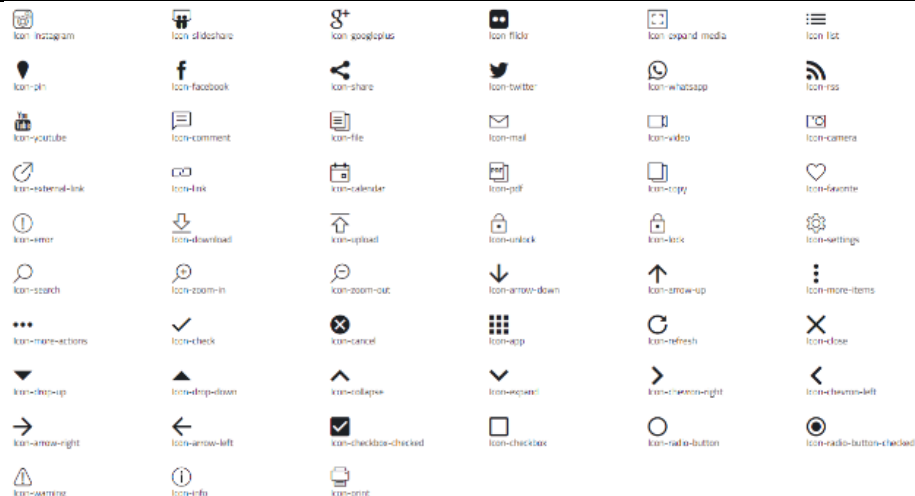 Icon-instagram Icon-slideshare Icon-googleplus Icon-flickr Icon-expand-media Icon-list
Icon-pin Icon-facebook Icon-share Icon-twitter Icon-whatsapp Icon-rss
Icon-youtube Icon-comment Icon-file Icon-mail Icon-video Icon-camera
Icon-external-link Icon-link Icon-calendar Icon-pdf Icon-copy Icon-favorite
Icon-error Icon-download Icon-upload Icon-unlock Icon-lock Icon-settings
Icon-search Icon-zoom-in Icon-zoom-out Icon-arrow-down Icon-arrow-up Icon-more-items
Icon-more-actions Icon-check Icon-cancel Icon-app Icon-refresh Icon-close
Icon-drop-up Icon-drop-down Icon-collapse Icon-expand Icon-chevron-right Icon-chevron-left
Icon-arrow-right Icon-arrow-left Icon-checkbox-checked Icon-checkbox Icon-radio-button Icon-radio-button-checked
Icon-warning Icon-info Icon-print